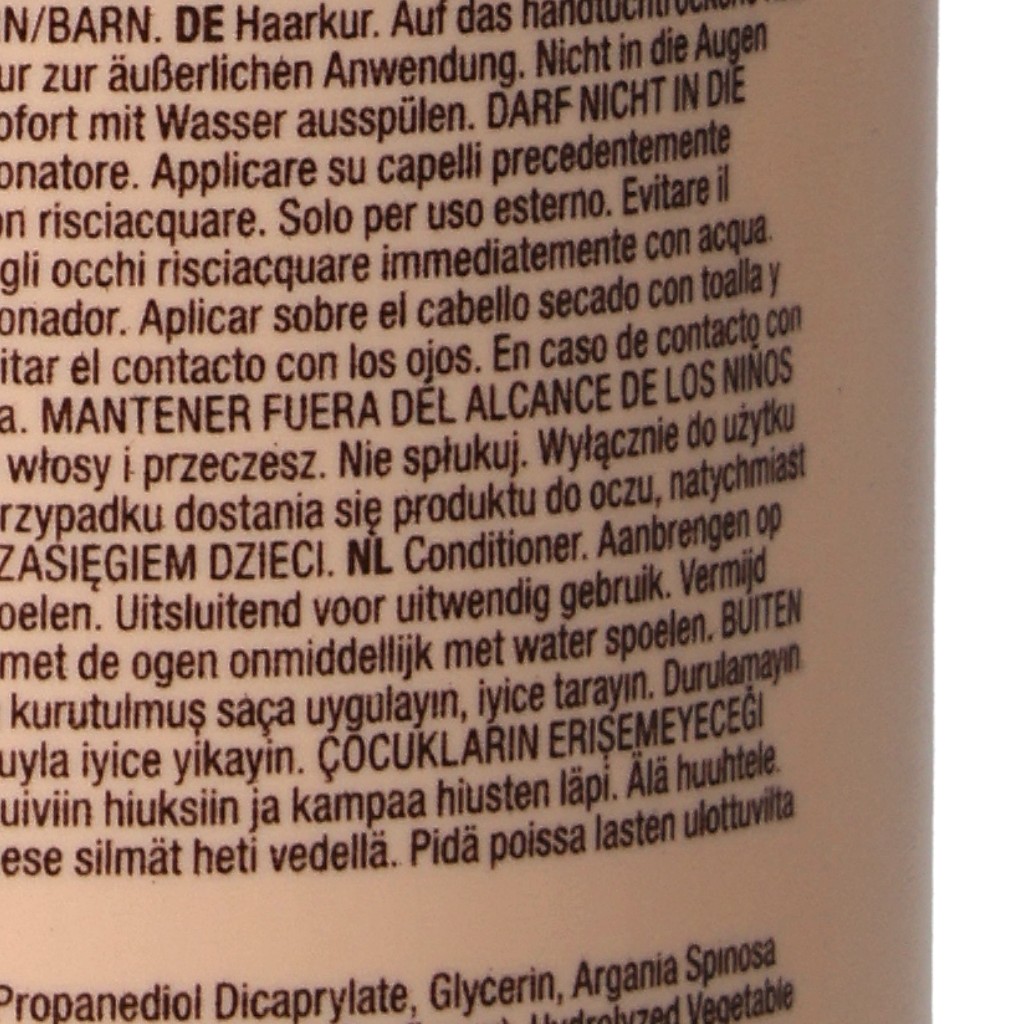 N/BARN. DE Haarkur. Auf das
ur zur äußerlichen Anwendung. Nicht in die Augen
ofort mit Wasser ausspülen. DARF NICHT IN DIE
onatore. Applicare su capelli precedentemente
on risciacquare. Solo per uso esterno. Evitare il
gli occhi risciacquare immediatemente con acqua.
onador. Aplicar sobre el cabello secado con toalla y
itar el contacto con los ojos. En caso de contacto con
a. MANTENER FUERA DEL ALCANCE DE LOS NIÑOS
włosy i przeczesz. Nie spłukuj. Wyłącznie do użytku
rzypadku dostania się produktu do oczu, natychmiast
ZASIĘGIEM DZIECI. NL Conditioner. Aanbrengen op
oelen. Uitsluitend voor uitwendig gebruik. Vermijd
met de ogen onmiddellijk met water spoelen. BUITEN
kurutulmuş saça uygulayın, iyice tarayın. Durulamayın
uyla iyice yikayin. ÇOCUKLARIN ERİŞEMEYECEĞİ
uiviin hiuksiin ja kampaa hiusten läpi. Älä huuhtele.
ese silmät heti vedellä. Pidä poissa lasten ulottuvilta
Propanediol Dicaprylate, Glycerin, Argania Spinosa
Hydrolyzed Vegetable